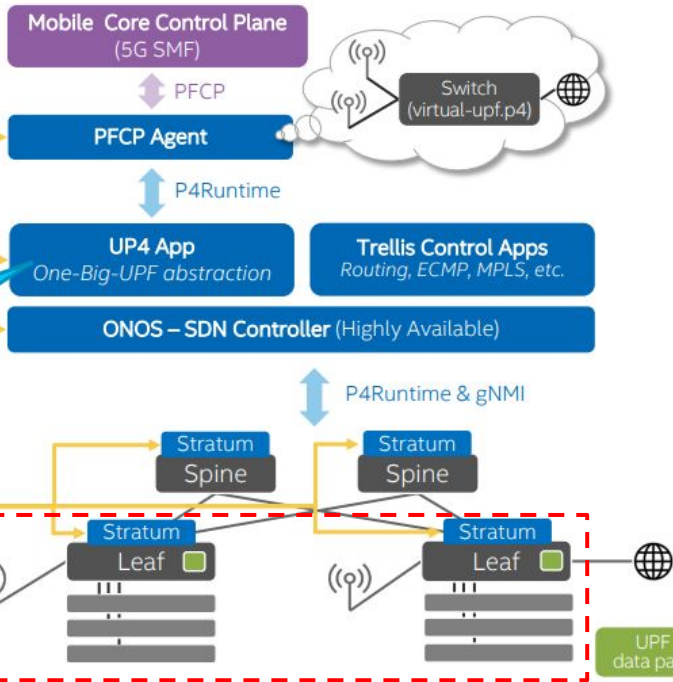 Mobile Core Control Plane
(5G SMF)
PFCP
Switch
(virtual-upf.p4)
PFCP Agent
P4Runtime
UP4 App
One-Big-UPF abstraction
Trellis Control Apps
Routing, ECMP, MPLS, etc.
ONOS – SDN Controller (Highly Available)
P4Runtime & gNMI
Stratum
Spine
Stratum
Spine
Stratum
Leaf
Stratum
Leaf
UPF
data pa